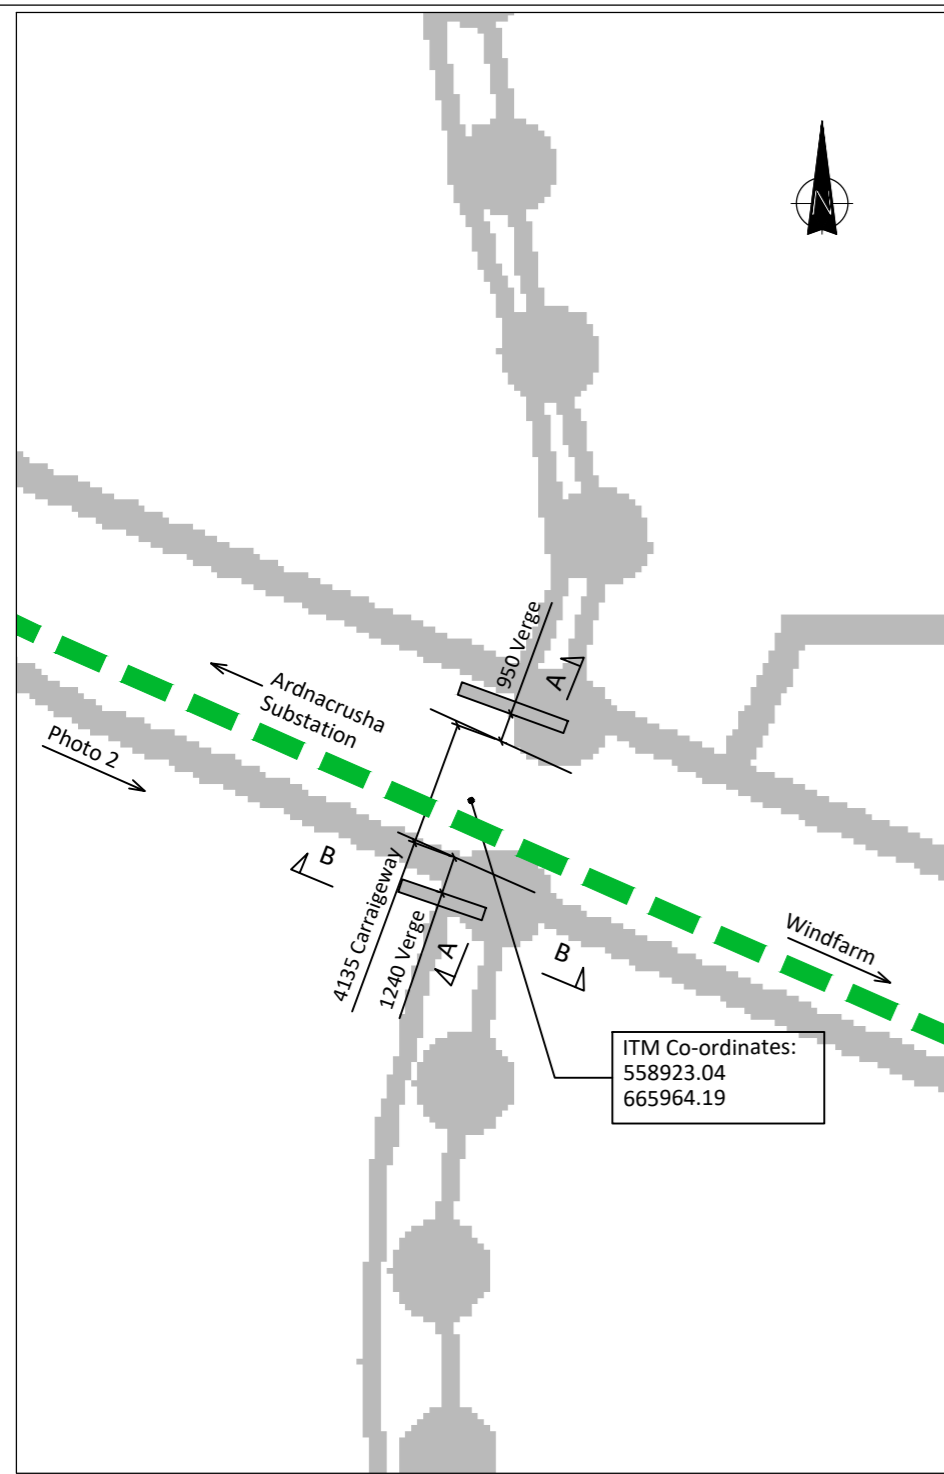 N
950 Verge
A
Ardnacrusha
Substation
Photo 2
B
4135 Carraigeway
1240 Verge
A
B
Windfarm
ITM Co-ordinates:
558923.04
665964.19